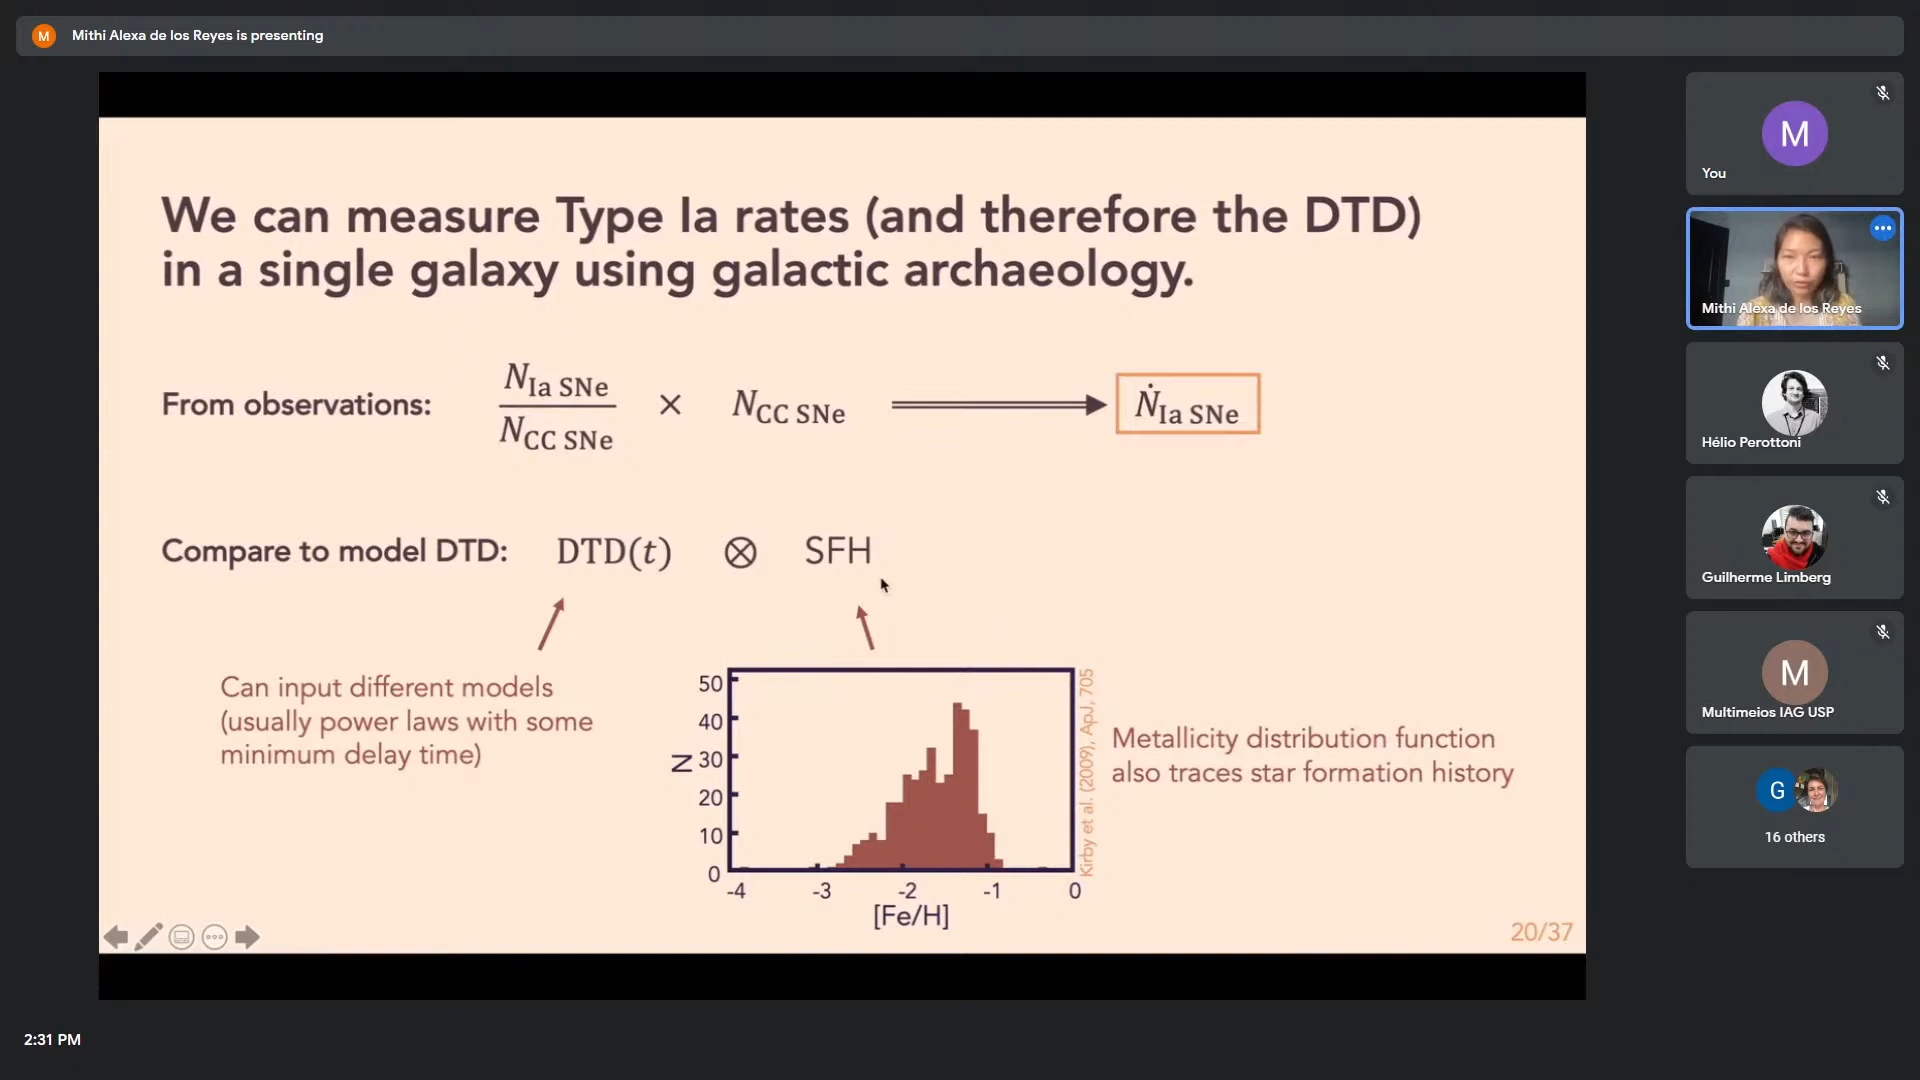 M
Mithi Alexa de los Reyes is presenting
We can measure Type Ia rates (and therefore the DTD)
in a single galaxy using galactic archaeology.
From observations:
N_Ia SNe / N_CC SNe × N_CC SNe ⟹ Ṅ_Ia SNe
Compare to model DTD: DTD(t) ⊗ SFH
Can input different models
(usually power laws with some
minimum delay time)
50
40
30
20
10
0
N
-4 -3 -2 -1 0
[Fe/H]
Kirby et al. (2009), ApJ, 705
Metallicity distribution function
also traces star formation history
20/37
M
You
Mithi Alexa de los Reyes
Hélio Perottoni
Guilherme Limberg
M
Multimeios IAG USP
G
16 others
2:31 PM